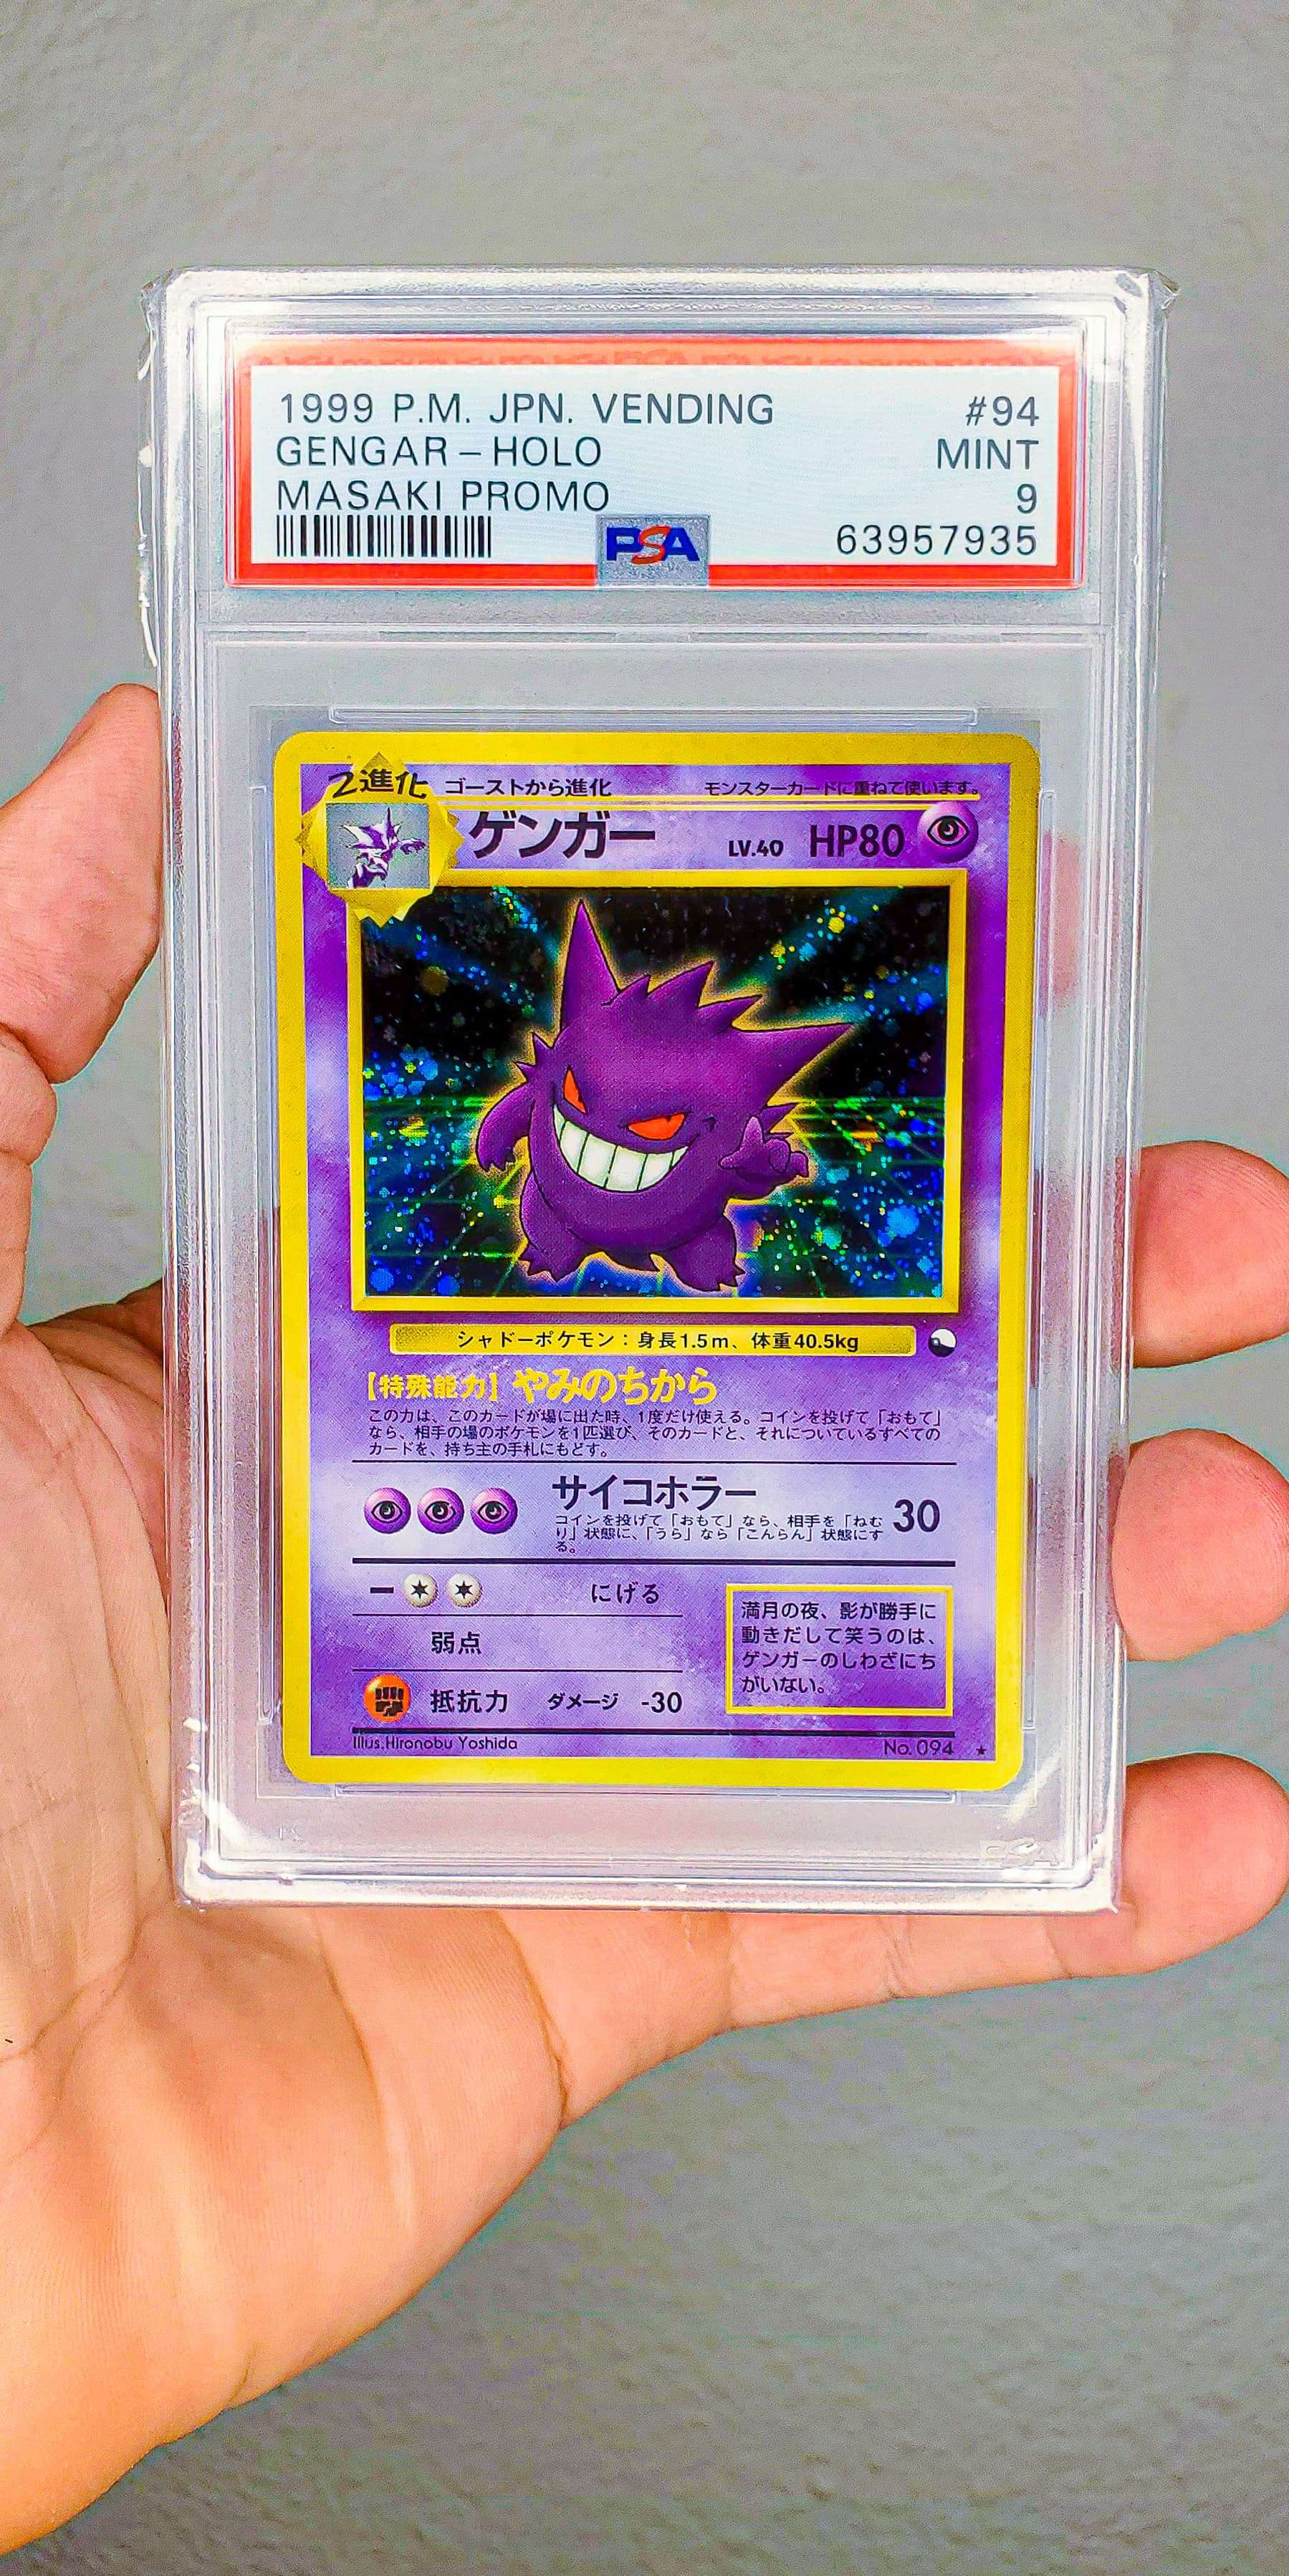 1999 P.M. JPN. VENDING #94
GENGAR-HOLO MINT
MASAKI PROMO 9
PSA 63957935
2進化 ゴーストから進化 モンスターカードに重ねて使います。
ゲンガー LV.40 HP80
シャドーポケモン:身長1.5m、体重40.5kg
【特殊能力】やみのちから
この力は、このカードが場に出た時、1度だけ使える。コインを投げて「おもて」
なら、相手の場のポケモンを1匹選び、そのカードと、それについているすべての
カードを、持ち主の手札にもどす。
サイコホラー 30
コインを投げて「おもて」なら、相手を「ねむ
り」状態に、「うら」なら「こんらん」状態にす
る。
ー にげる
弱点
抵抗力 ダメージ -30
満月の夜、影が勝手に
動きだして笑うのは、
ゲンガーのしわざにち
がいない。
Illus.Hironobu Yoshida No.094 ★
PSA